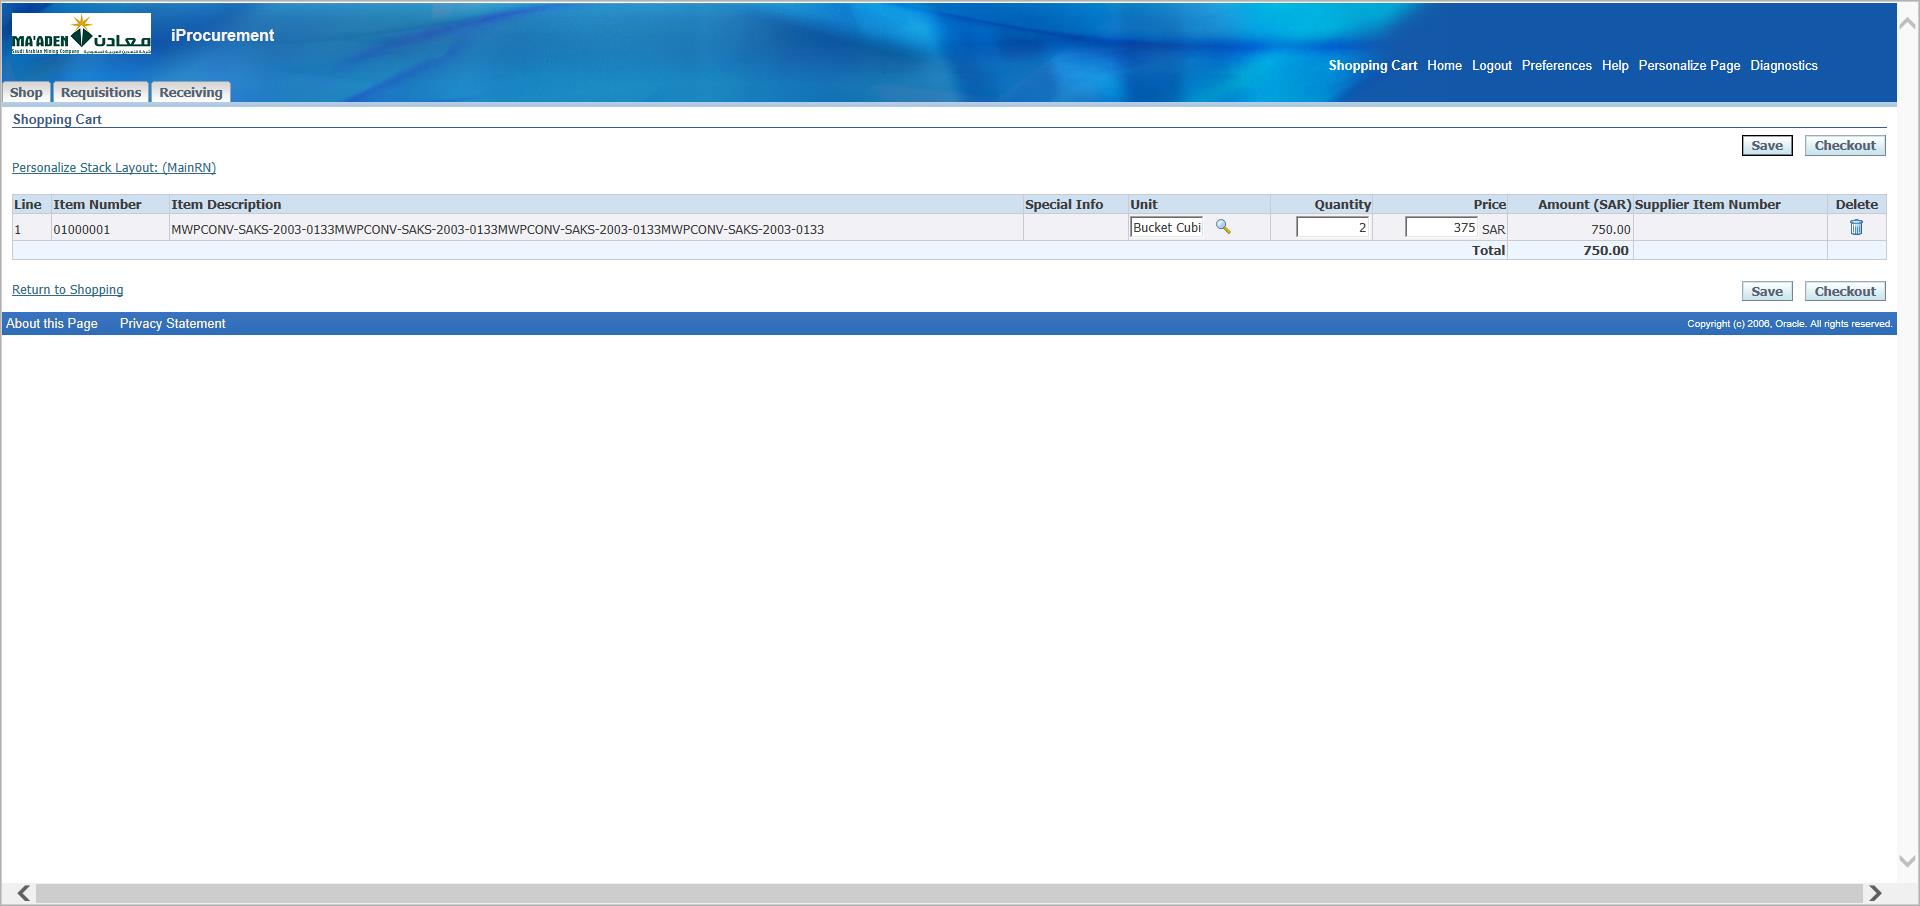 MA'ADEN معادن
Saudi Arabian Mining Company
iProcurement
Shopping Cart Home Logout Preferences Help Personalize Page Diagnostics
Shop Requisitions Receiving
Shopping Cart
Save Checkout
Personalize Stack Layout: (MainRN)
Line Item Number Item Description Special Info Unit Quantity Price Amount (SAR) Supplier Item Number Delete
1 01000001 MWPCONV-SAKS-2003-0133MWPCONV-SAKS-2003-0133MWPCONV-SAKS-2003-0133MWPCONV-SAKS-2003-0133 Bucket Cubi 2 375 SAR 750.00
Total 750.00
Return to Shopping
Save Checkout
About this Page Privacy Statement
Copyright (c) 2006, Oracle. All rights reserved.